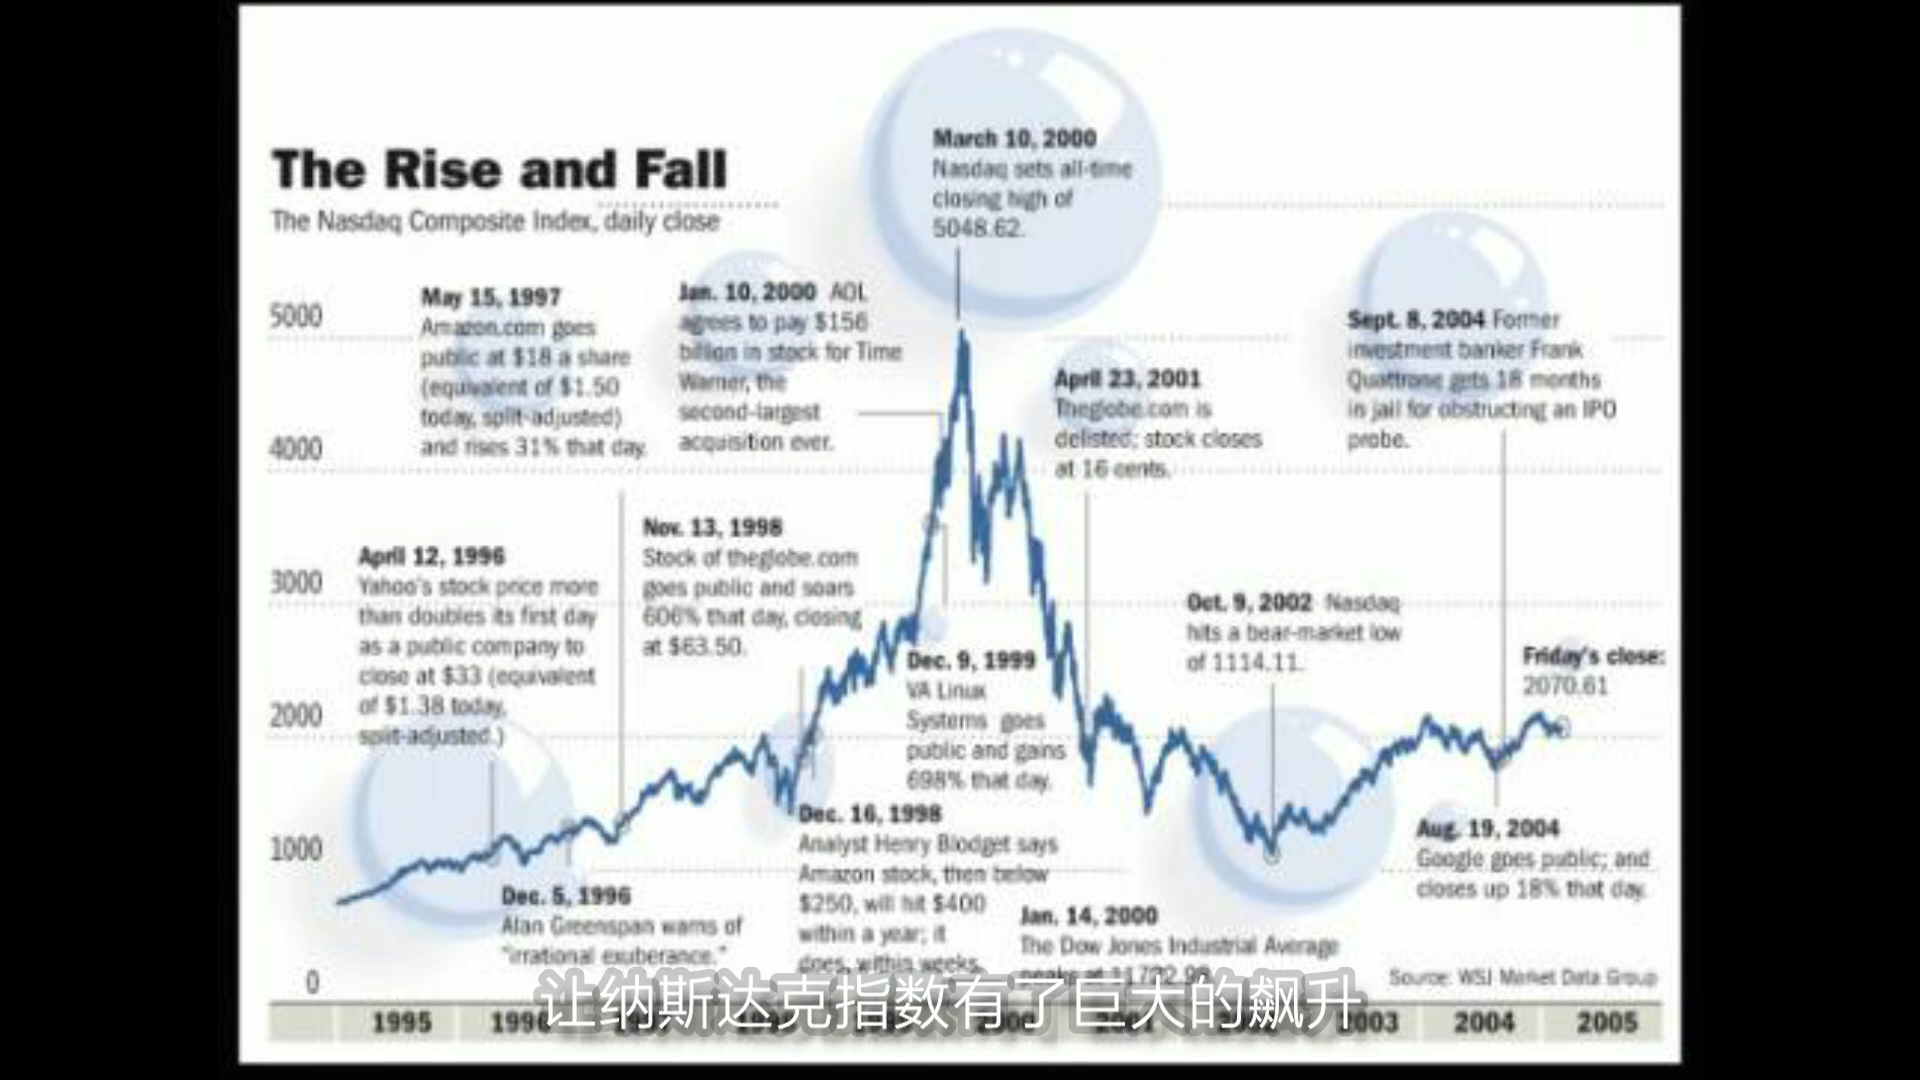 The Rise and Fall
The Nasdaq Composite Index, daily close
March 10, 2000
Nasdaq sets all-time
closing high of
5048.62.
May 15, 1997
Amazon.com goes
public at $18 a share
(equivalent of $1.50
today, split-adjusted)
and rises 31% that day.
Jan. 10, 2000 AOL
agrees to pay $156
billion in stock for Time
Warner, the
second-largest
acquisition ever.
April 23, 2001
Theglobe.com is
delisted; stock closes
at 16 cents.
Sept. 8, 2004 Former
investment banker Frank
Quattrone gets 18 months
in jail for obstructing an IPO
probe.
5000
4000
3000
2000
1000
0
April 12, 1996
Yahoo's stock price more
than doubles its first day
as a public company to
close at $33 (equivalent
of $1.38 today,
split-adjusted.)
Nov. 13, 1998
Stock of theglobe.com
goes public and soars
606% that day, closing
at $63.50.
Dec. 9, 1999
VA Linux
Systems goes
public and gains
698% that day.
Oct. 9, 2002 Nasdaq
hits a bear-market low
of 1114.11.
Friday's close:
2070.61
Dec. 5, 1996
Alan Greenspan warns of
"irrational exuberance."
Dec. 16, 1998
Analyst Henry Blodget says
Amazon stock, then below
$250, will hit $400
within a year; it
does, within weeks.
Jan. 14, 2000
The Dow Jones Industrial Average
peaks at
Aug. 19, 2004
Google goes public; and
closes up 18% that day.
Source: WSJ Market Data Group
让纳斯达克指数有了巨大的飙升
1995 1996 2000 2001 2003 2004 2005